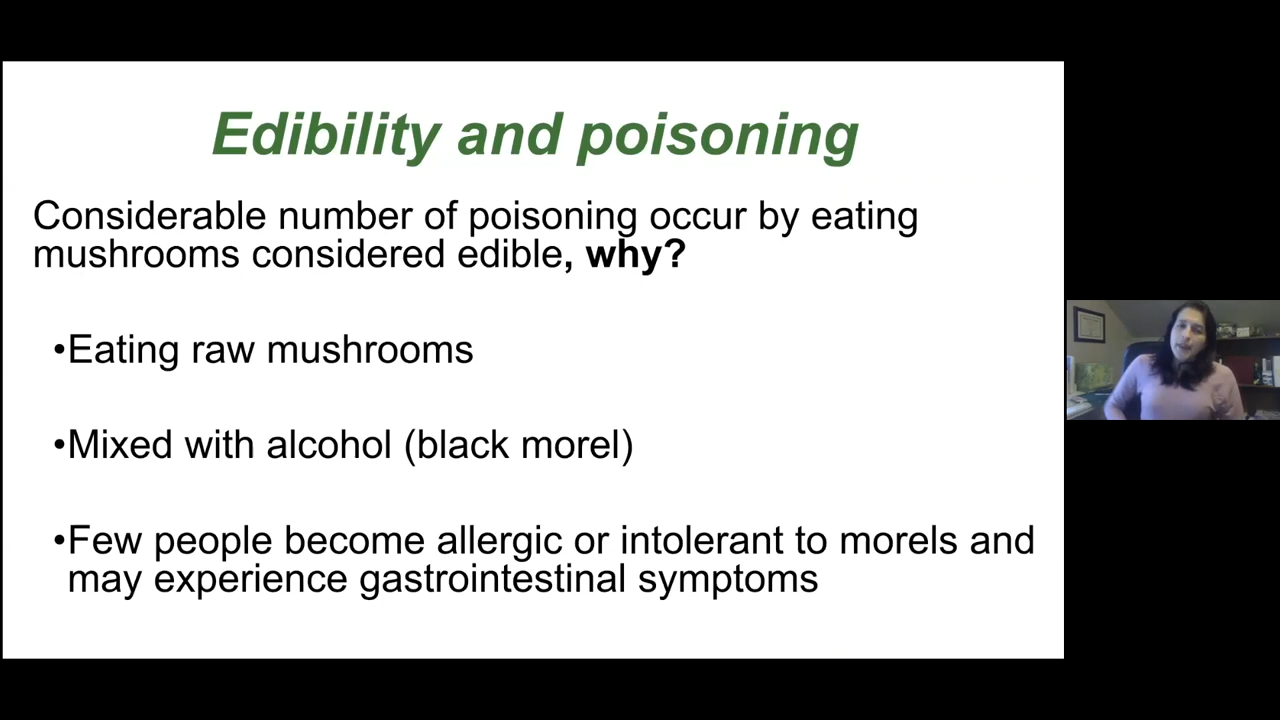 Edibility and poisoning
Considerable number of poisoning occur by eating
mushrooms considered edible, why?
•Eating raw mushrooms
•Mixed with alcohol (black morel)
•Few people become allergic or intolerant to morels and
may experience gastrointestinal symptoms